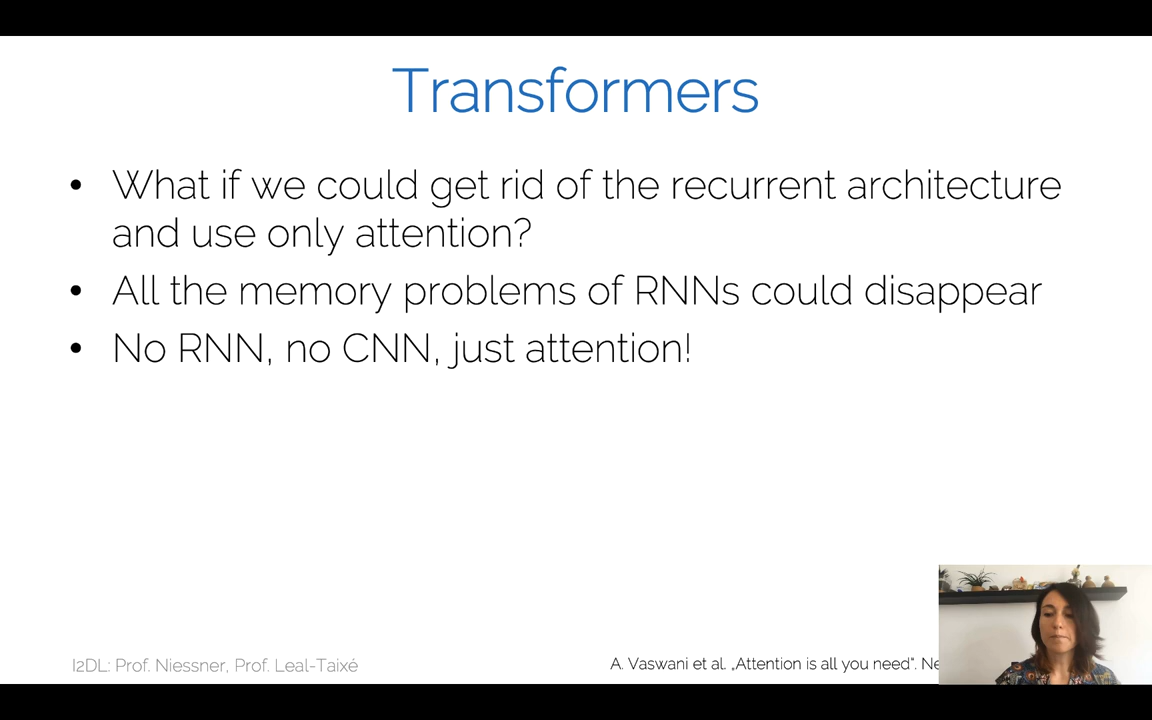 Transformers
• What if we could get rid of the recurrent architecture
and use only attention?
• All the memory problems of RNNs could disappear
• No RNN, no CNN, just attention!
I2DL: Prof. Niessner, Prof. Leal-Taixé
A. Vaswani et al. „Attention is all you need“.